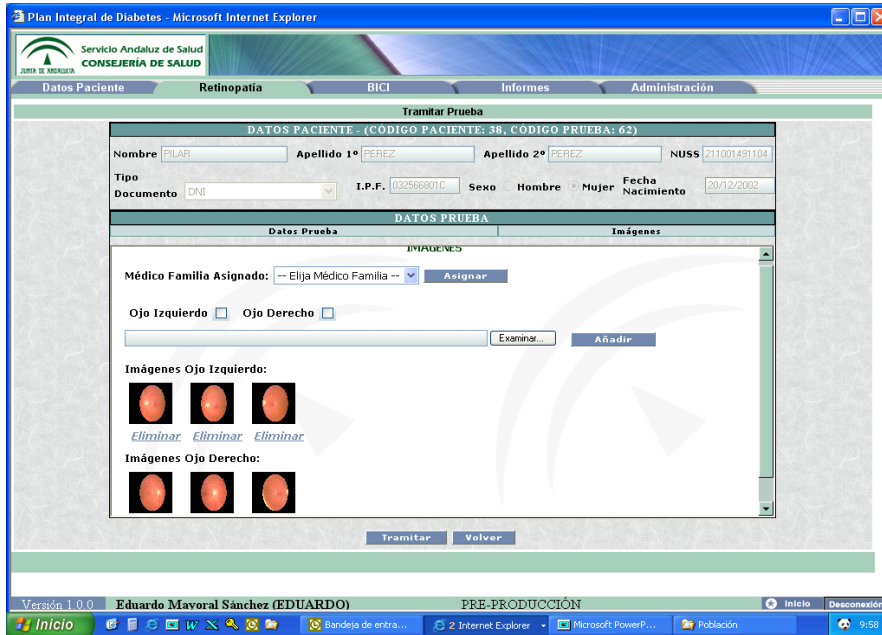 Plan Integral de Diabetes - Microsoft Internet Explorer
Servicio Andaluz de Salud
CONSEJERÍA DE SALUD
JUNTA DE ANDALUCIA
Datos Paciente Retinopatía BICI Informes Administración
Tramitar Prueba
DATOS PACIENTE - (CÓDIGO PACIENTE: 38, CÓDIGO PRUEBA: 62)
Nombre PILAR Apellido 1º PEREZ Apellido 2º PEREZ NUSS 211001491104
Tipo Documento DNI I.P.F. 032566801C Sexo Hombre Mujer Fecha Nacimiento 20/12/2002
DATOS PRUEBA
Datos Prueba Imágenes
IMÁGENES
Médico Familia Asignado: -- Elija Médico Familia -- Asignar
Ojo Izquierdo Ojo Derecho
Examinar... Añadir
Imágenes Ojo Izquierdo:
Eliminar Eliminar Eliminar
Imágenes Ojo Derecho:
Tramitar Volver
Versión 1.0.0 Eduardo Mayoral Sánchez (EDUARDO) PRE-PRODUCCIÓN Inicio Desconexión
Inicio Bandeja de entra... 2 Internet Explorer Microsoft PowerP... Población 9:58